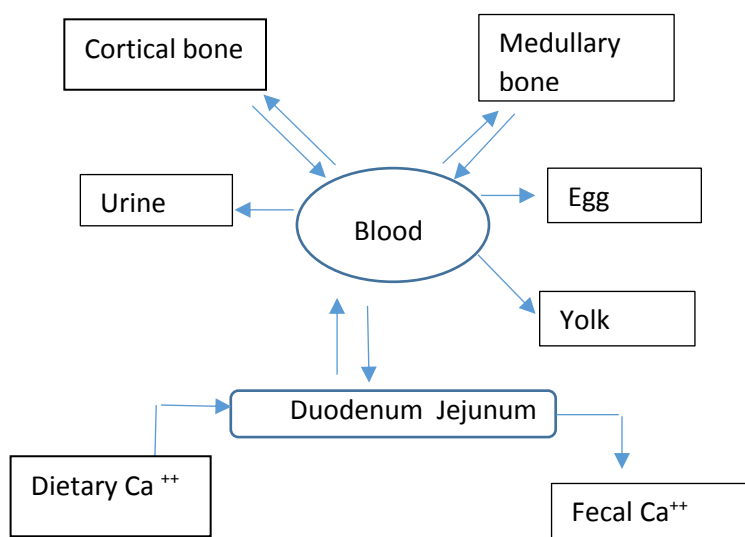 Cortical bone
Medullary
bone
Urine
Egg
Blood
Yolk
Duodenum Jejunum
Dietary Ca ++
Fecal Ca++